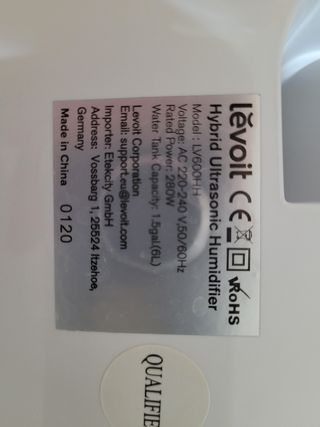 levoit CE RoHS
Hybrid Ultrasonic Humidifier
Model : LV600HH
Voltage: AC 220-240 V,50/60Hz
Rated Power: 280W
Water Tank Capacity: 1.5gal.(6L)
Levoit Corporation
Email: support.eu@levoit.com
Importer: Etekcity GmbH
Address: Vossbarg 1, 25524 Itzehoe,
Germany
Made in China 0120
QUALIFIE